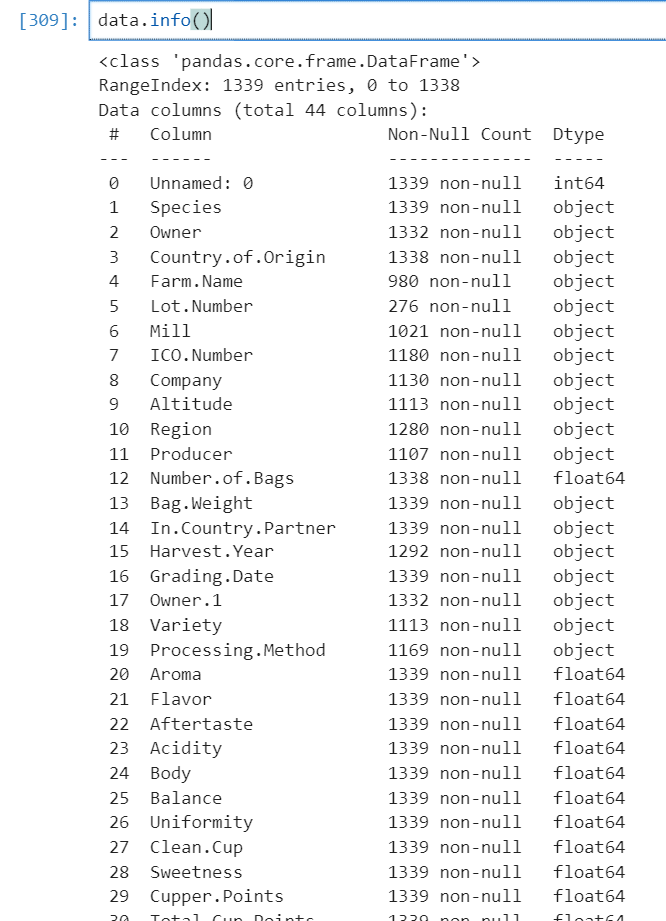 [309]: data.info()
<class 'pandas.core.frame.DataFrame'>
RangeIndex: 1339 entries, 0 to 1338
Data columns (total 44 columns):
# Column Non-Null Count Dtype
--- ------ -------------- -----
0 Unnamed: 0 1339 non-null int64
1 Species 1339 non-null object
2 Owner 1332 non-null object
3 Country.of.Origin 1338 non-null object
4 Farm.Name 980 non-null object
5 Lot.Number 276 non-null object
6 Mill 1021 non-null object
7 ICO.Number 1180 non-null object
8 Company 1130 non-null object
9 Altitude 1113 non-null object
10 Region 1280 non-null object
11 Producer 1107 non-null object
12 Number.of.Bags 1338 non-null float64
13 Bag.Weight 1339 non-null object
14 In.Country.Partner 1339 non-null object
15 Harvest.Year 1292 non-null object
16 Grading.Date 1339 non-null object
17 Owner.1 1332 non-null object
18 Variety 1113 non-null object
19 Processing.Method 1169 non-null object
20 Aroma 1339 non-null float64
21 Flavor 1339 non-null float64
22 Aftertaste 1339 non-null float64
23 Acidity 1339 non-null float64
24 Body 1339 non-null float64
25 Balance 1339 non-null float64
26 Uniformity 1339 non-null float64
27 Clean.Cup 1339 non-null float64
28 Sweetness 1339 non-null float64
29 Cupper.Points 1339 non-null float64
30 Total.Cup.Points 1339 non-null float64